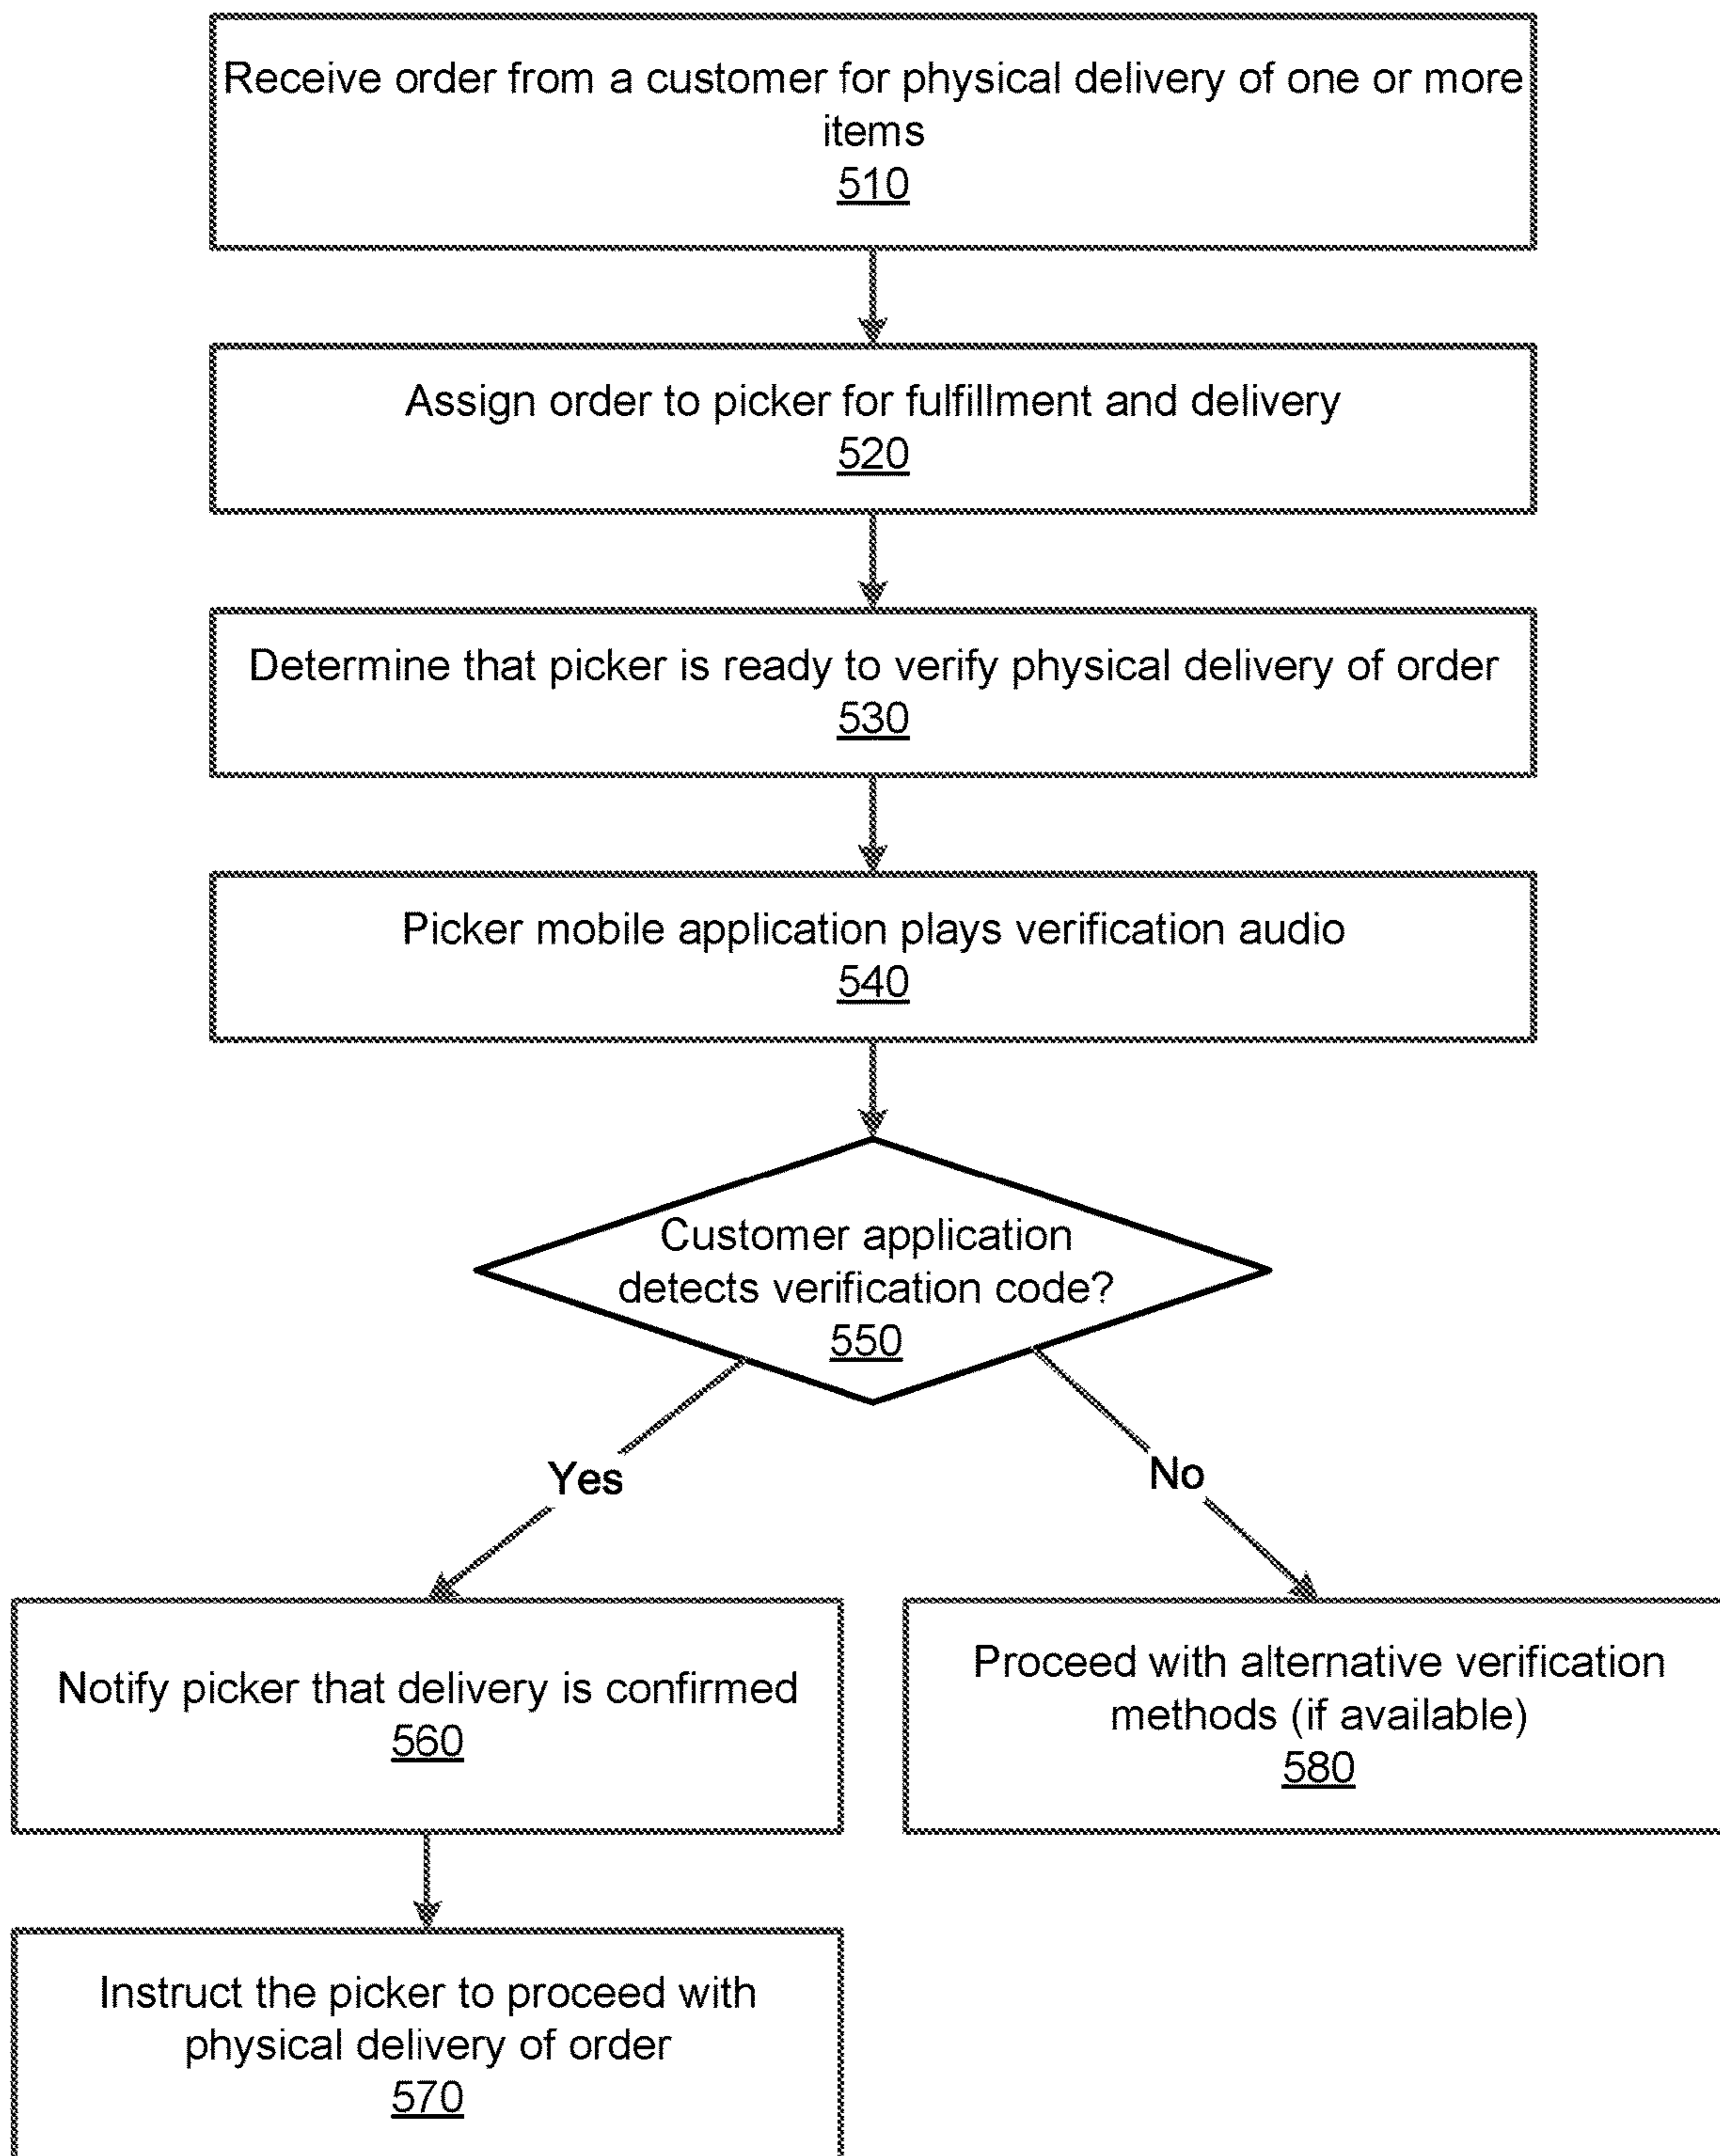 Receive order from a customer for physical delivery of one or more
items
510
Assign order to picker for fulfillment and delivery
520
Determine that picker is ready to verify physical delivery of order
530
Picker mobile application plays verification audio
540
Customer application
detects verification code?
550
Yes
No
Notify picker that delivery is confirmed
560
Proceed with alternative verification
methods (if available)
580
Instruct the picker to proceed with
physical delivery of order
570